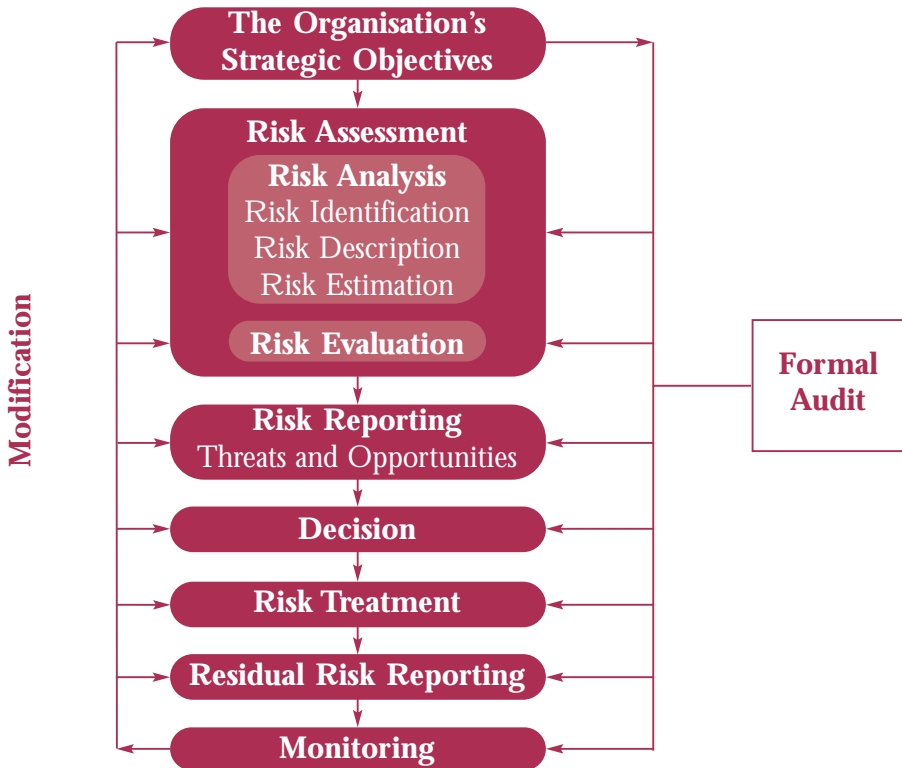 The Organisation’s
Strategic Objectives
Risk Assessment
Risk Analysis
Risk Identification
Risk Description
Risk Estimation
Risk Evaluation
Risk Reporting
Threats and Opportunities
Decision
Risk Treatment
Residual Risk Reporting
Monitoring
Modification
Formal
Audit